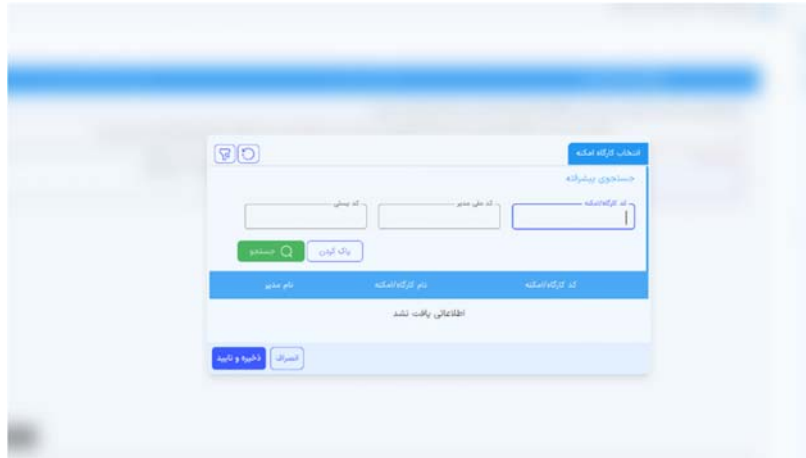 انتخاب کارگاه امکنه
جستجوی پیشرفته
کد کارگاه/امکنه
کد ملی مدیر
کد پستی
پاک کردن
جستجو
کد کارگاه/امکنه
نام کارگاه/امکنه
نام مدیر
اطلاعاتی یافت نشد
انصراف
ذخیره و تایید